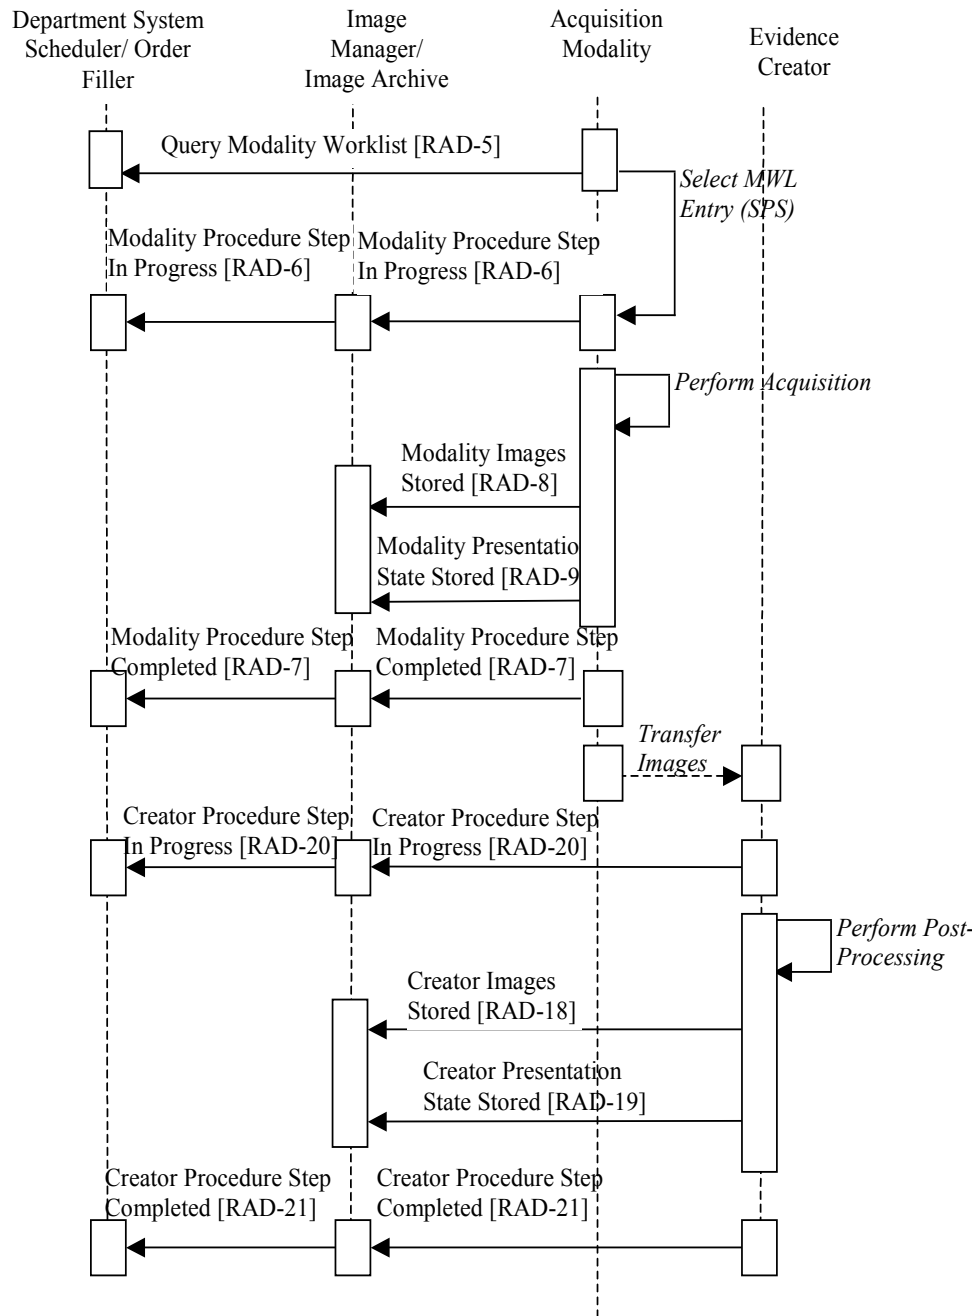 Department System
Scheduler/ Order
Filler
Image
Manager/
Image Archive
Acquisition
Modality
Evidence
Creator
Query Modality Worklist [RAD-5]
Select MWL
Entry (SPS)
Modality Procedure Step
In Progress [RAD-6]
Modality Procedure Step
In Progress [RAD-6]
Perform Acquisition
Modality Images
Stored [RAD-8]
Modality Presentatio
State Stored [RAD-9
Modality Procedure Step
Completed [RAD-7]
Modality Procedure Step
Completed [RAD-7]
Transfer
Images
Creator Procedure Step
In Progress [RAD-20]
Creator Procedure Step
In Progress [RAD-20]
Perform Post-
Processing
Creator Images
Stored [RAD-18]
Creator Presentation
State Stored [RAD-19]
Creator Procedure Step
Completed [RAD-21]
Creator Procedure Step
Completed [RAD-21]